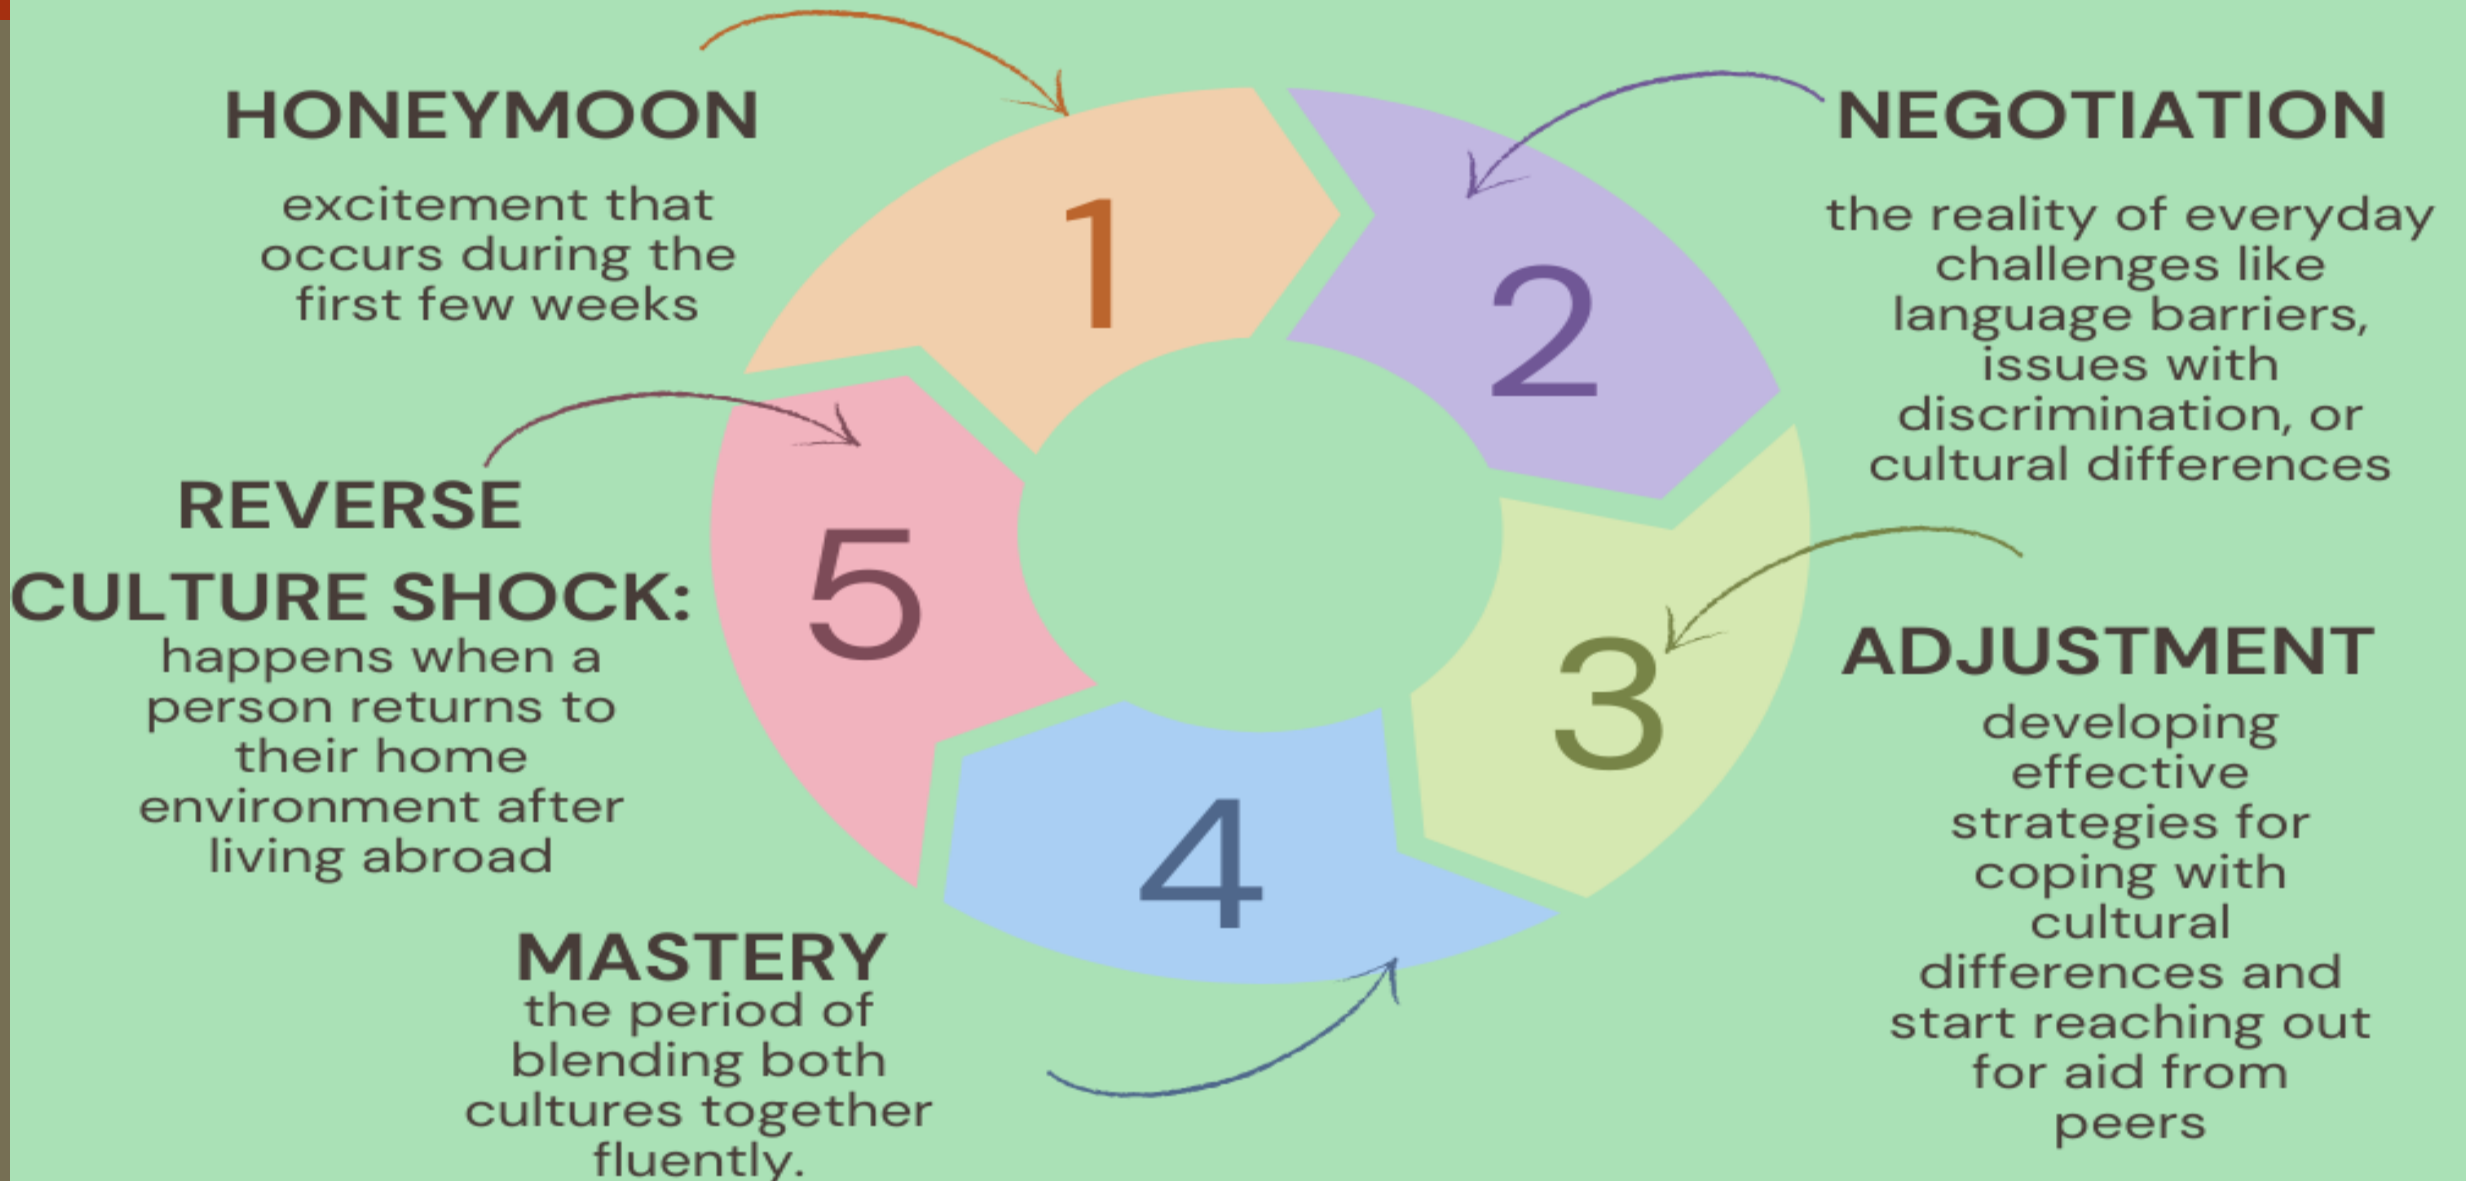 HONEYMOON
excitement that
occurs during the
first few weeks
1
NEGOTIATION
the reality of everyday
challenges like
language barriers,
issues with
discrimination, or
cultural differences
2
ADJUSTMENT
developing
effective
strategies for
coping with
cultural
differences and
start reaching out
for aid from
peers
3
MASTERY
the period of
blending both
cultures together
fluently.
4
REVERSE
CULTURE SHOCK:
happens when a
person returns to
their home
environment after
living abroad
5